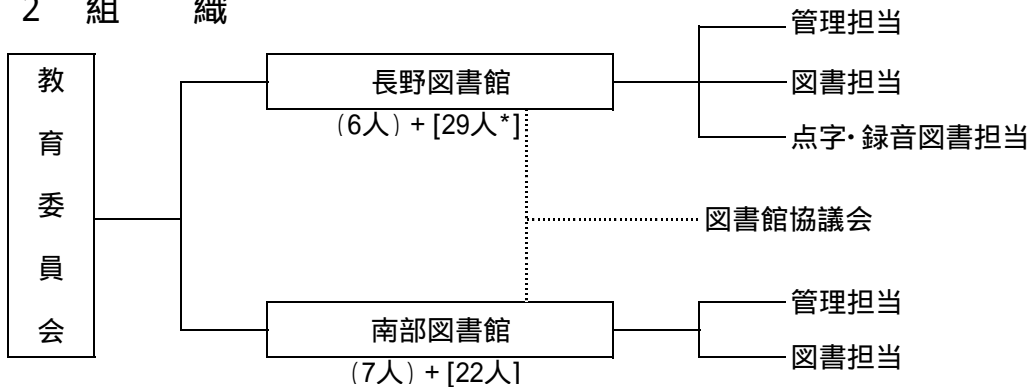 2 組 織
教育委員会
長野図書館
(6人) + [29人*]
管理担当
図書担当
点字・録音図書担当
図書館協議会
南部図書館
(7人) + [22人]
管理担当
図書担当